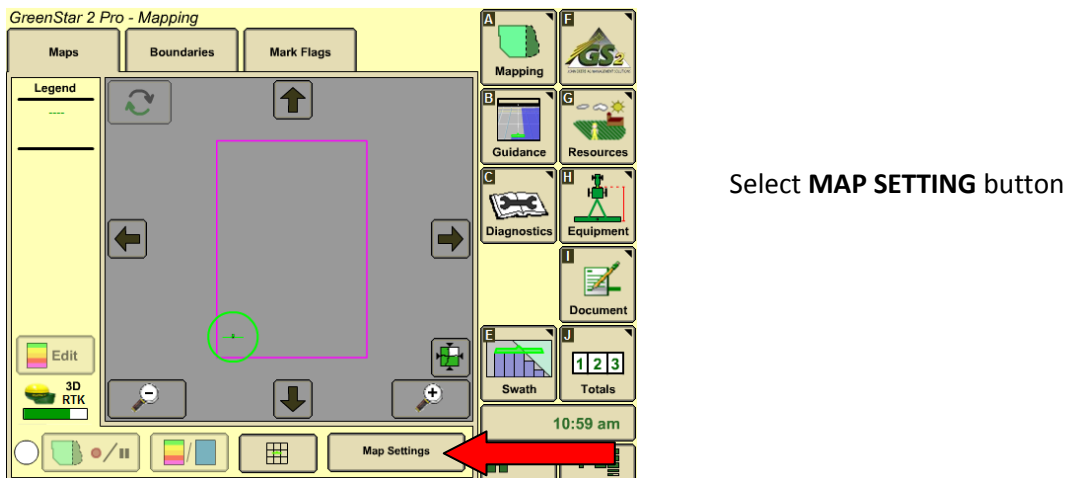 GreenStar 2 Pro - Mapping
Maps
Boundaries
Mark Flags
Legend
----
Edit
3D
RTK
Map Settings
A
Mapping
F
GS2
B
Guidance
G
Resources
C
Diagnostics
H
Equipment
I
Document
E
Swath
J
1 2 3
Totals
10:59 am
Select MAP SETTING button